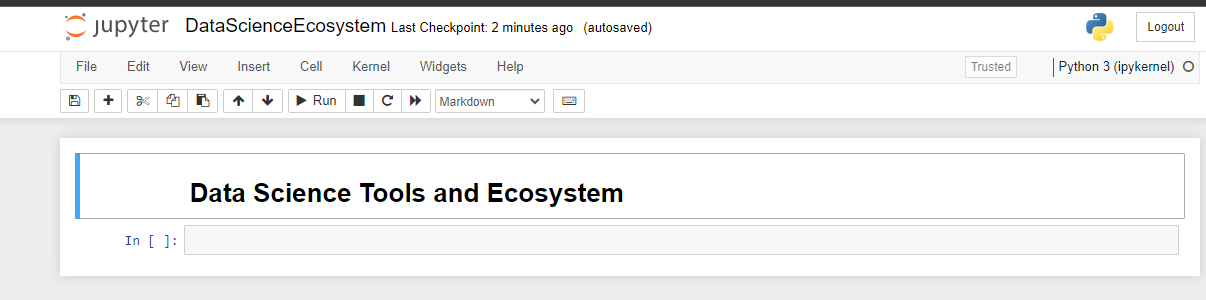 jupyter DataScienceEcosystem Last Checkpoint: 2 minutes ago (autosaved) Logout
File Edit View Insert Cell Kernel Widgets Help Trusted Python 3 (ipykernel)
Run Markdown
Data Science Tools and Ecosystem
In [ ]: